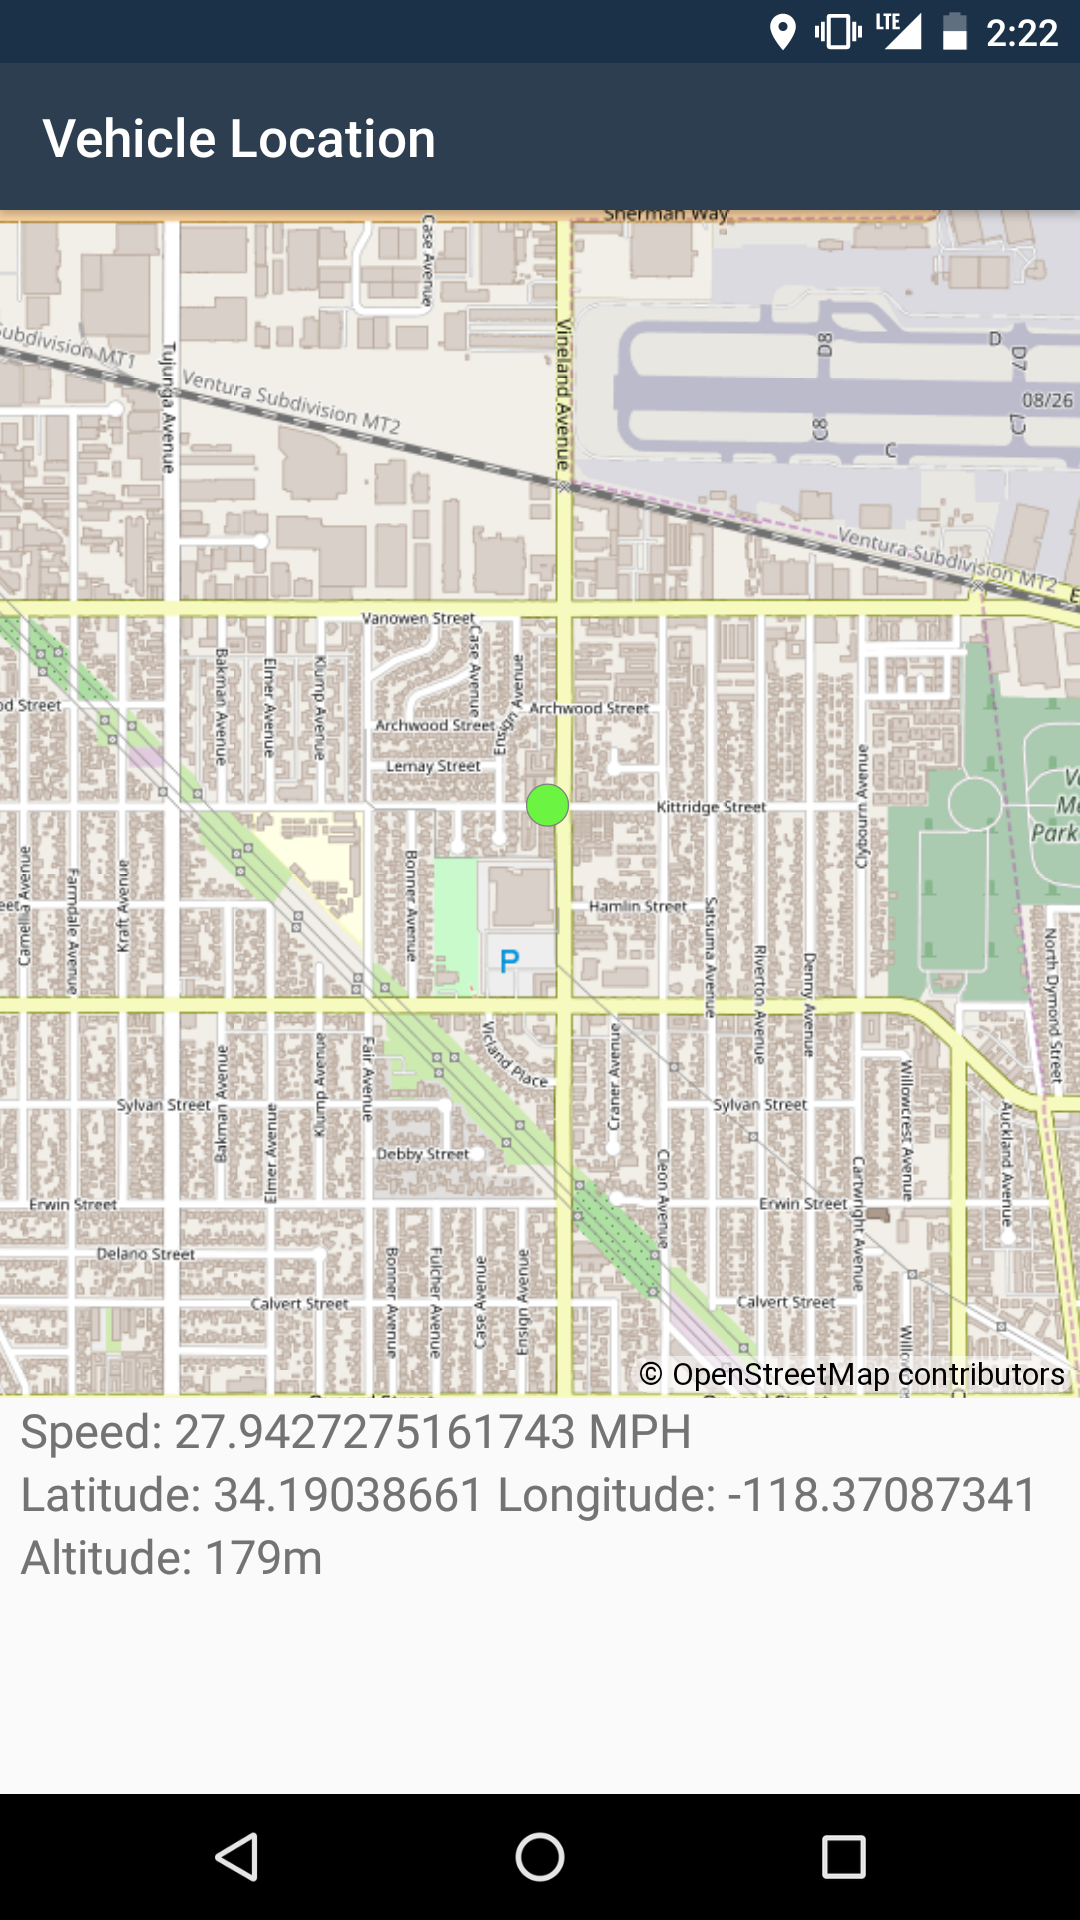 LTE 2:22
Vehicle Location
Sherman Way
Case Avenue
Subdivision MT1
Tujunga Avenue
Ventura Subdivision MT2
Vineland Avenue
D8
D
D7
08/26
C8
C7
C
Ventura Subdivision MT2
E
Vanowen Street
Bakman Avenue
Elmer Avenue
Klump Avenue
Case Avenue
Ensign Avenue
od Street
Archwood Street
Archwood Street
Lemay Street
Kittridge Street
Clybourn Avenue
Park
Camellia Avenue
Farmdale Avenue
Kraft Avenue
Bonner Avenue
eet
Hamlin Street
Satsuma Avenue
Riverton Avenue
Denny Avenue
North Dymond Street
P
Vicland Place
Bakman Avenue
Elmer Avenue
Klump Avenue
Fair Avenue
Craner Avenue
Sylvan Street
Sylvan Street
Willowcrest Avenue
Auckland Avenue
Debby Street
Cleon Avenue
Cartwright Avenue
Erwin Street
Erwin Street
Delano Street
Bonner Avenue
Fulcher Avenue
Case Avenue
Ensign Avenue
Calvert Street
Calvert Street
© OpenStreetMap contributors
Speed: 27.9427275161743 MPH
Latitude: 34.19038661 Longitude: -118.37087341
Altitude: 179m